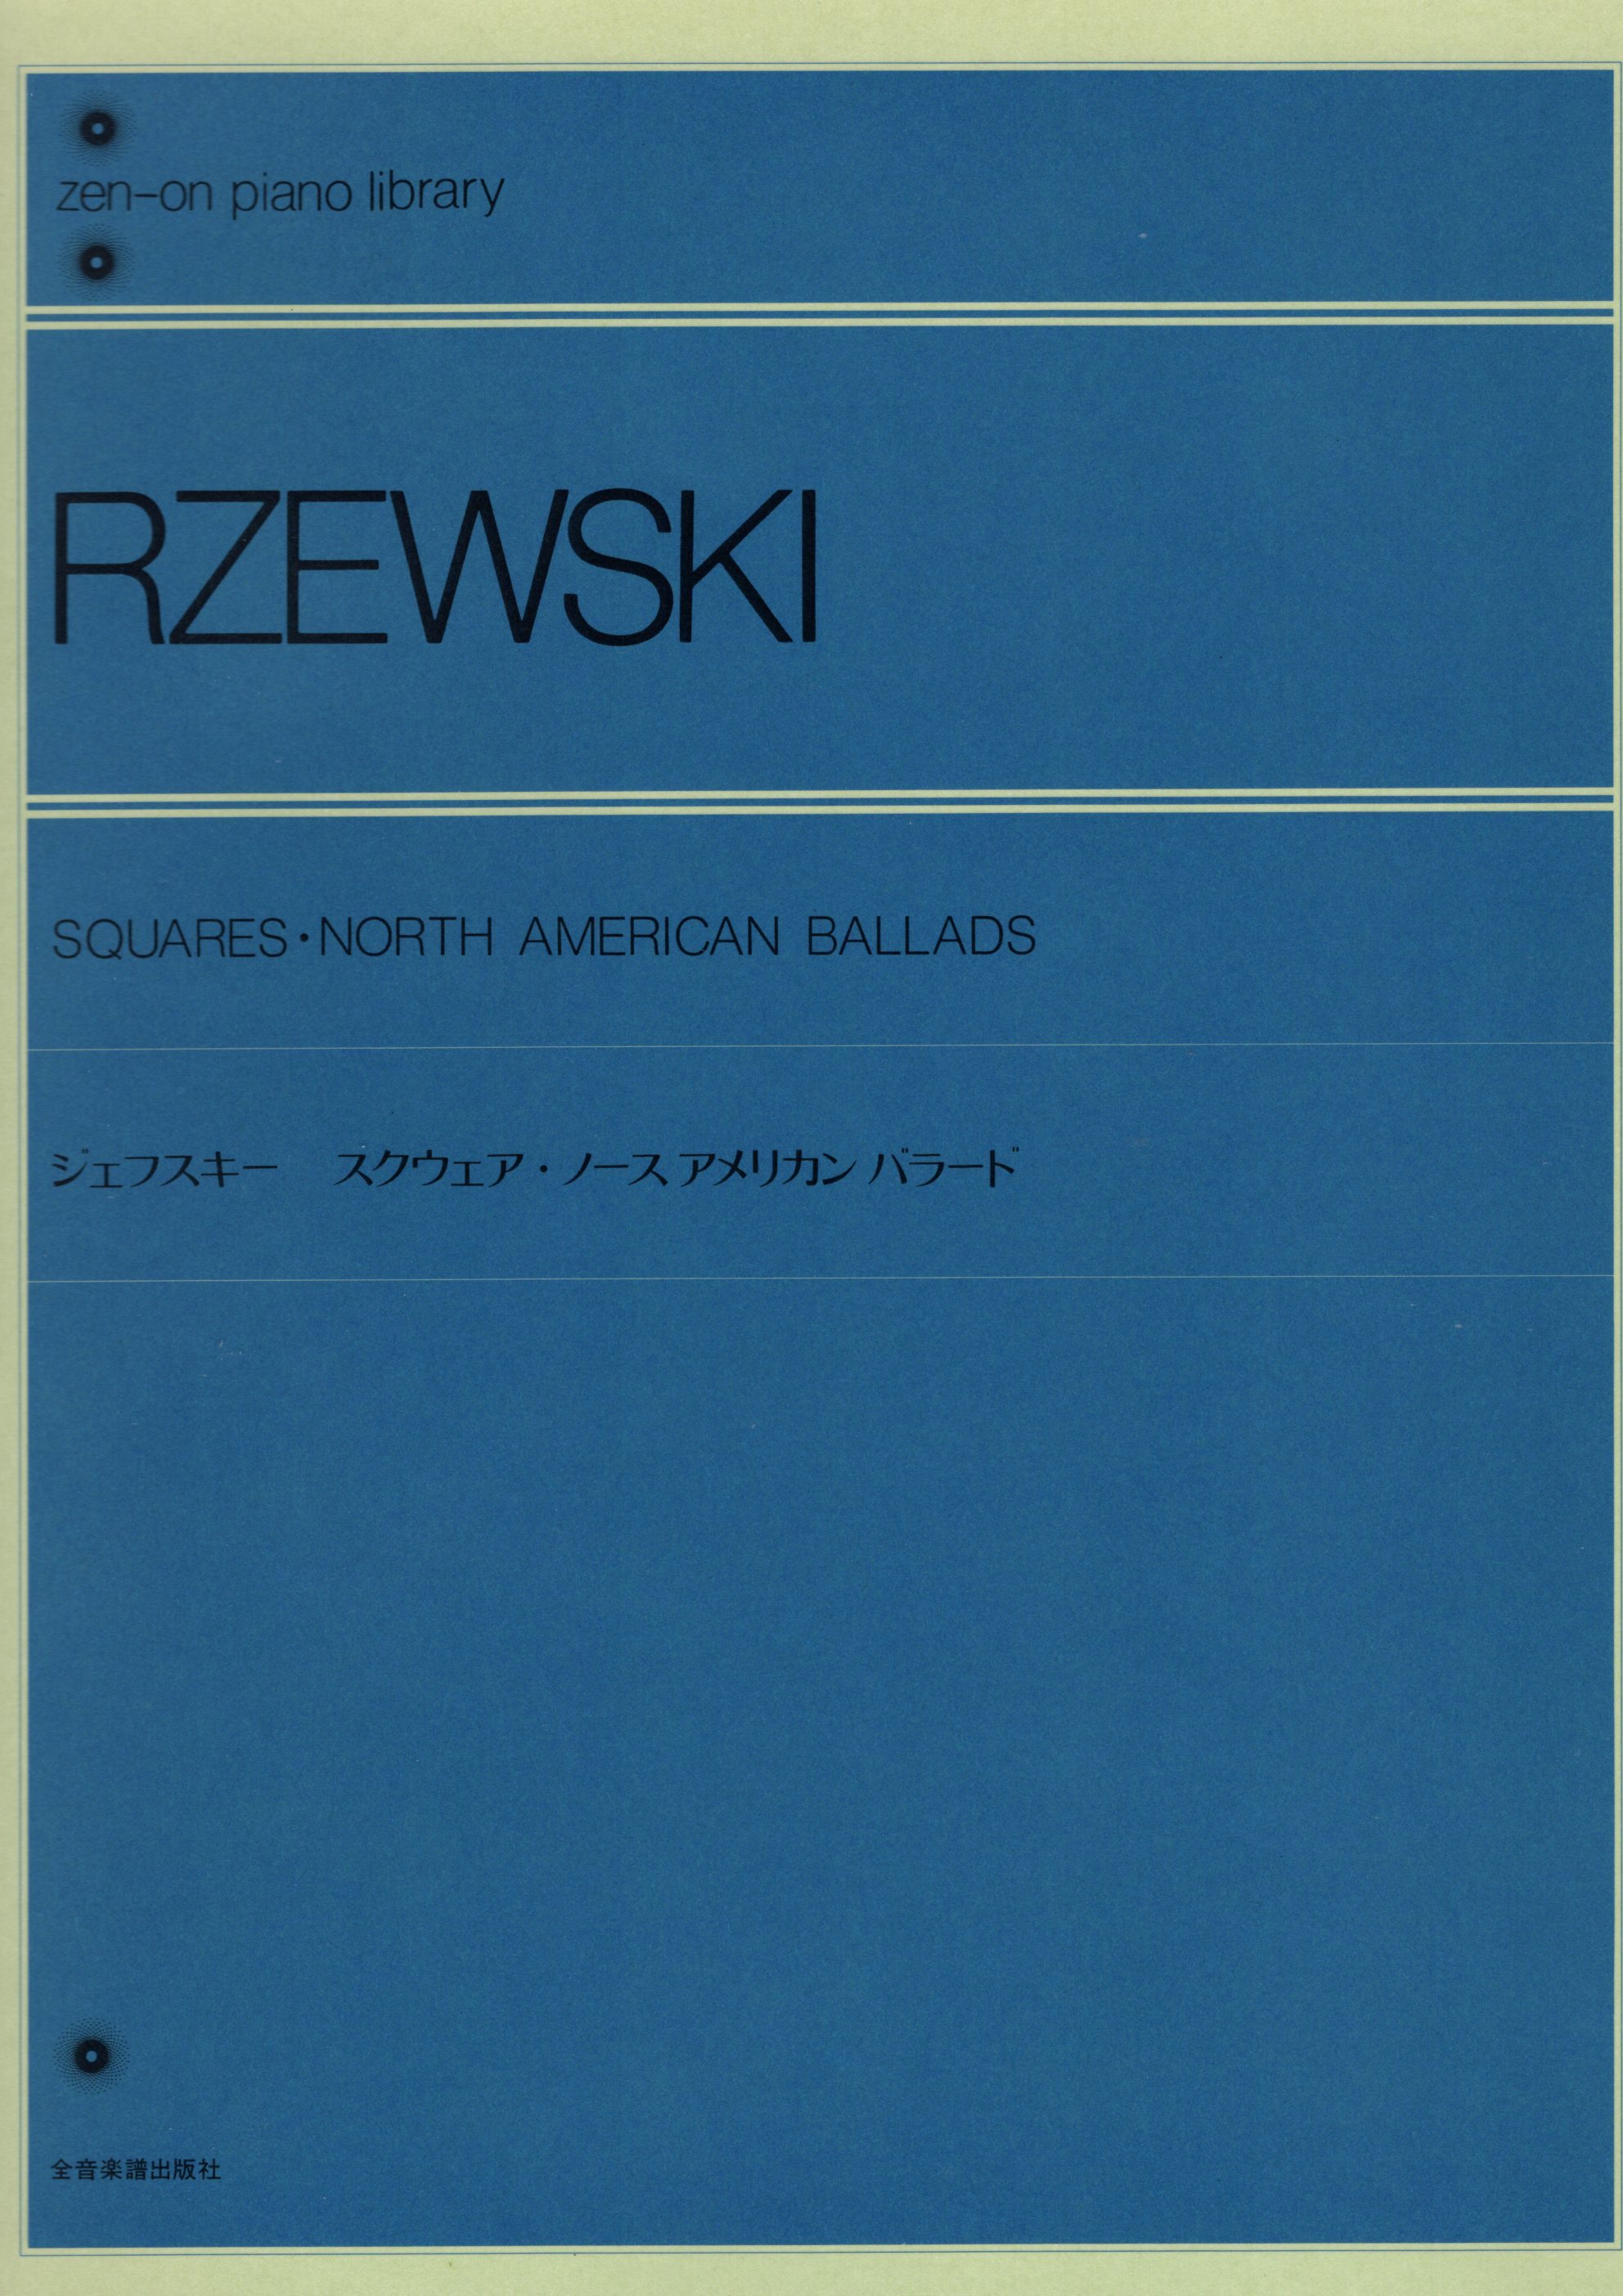 zen-on piano library
RZEWSKI
SQUARES・NORTH AMERICAN BALLADS
ジェフスキー　スクウェア・ノース アメリカン バラード
全音楽譜出版社